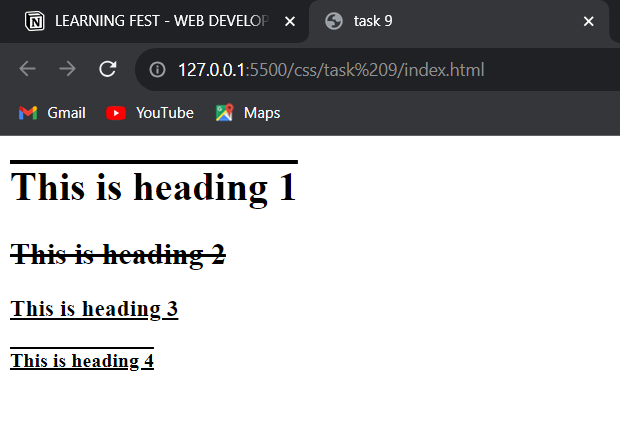 LEARNING FEST - WEB DEVELOP
task 9
127.0.0.1:5500/css/task%209/index.html
Gmail YouTube Maps
This is heading 1
This is heading 2
This is heading 3
This is heading 4